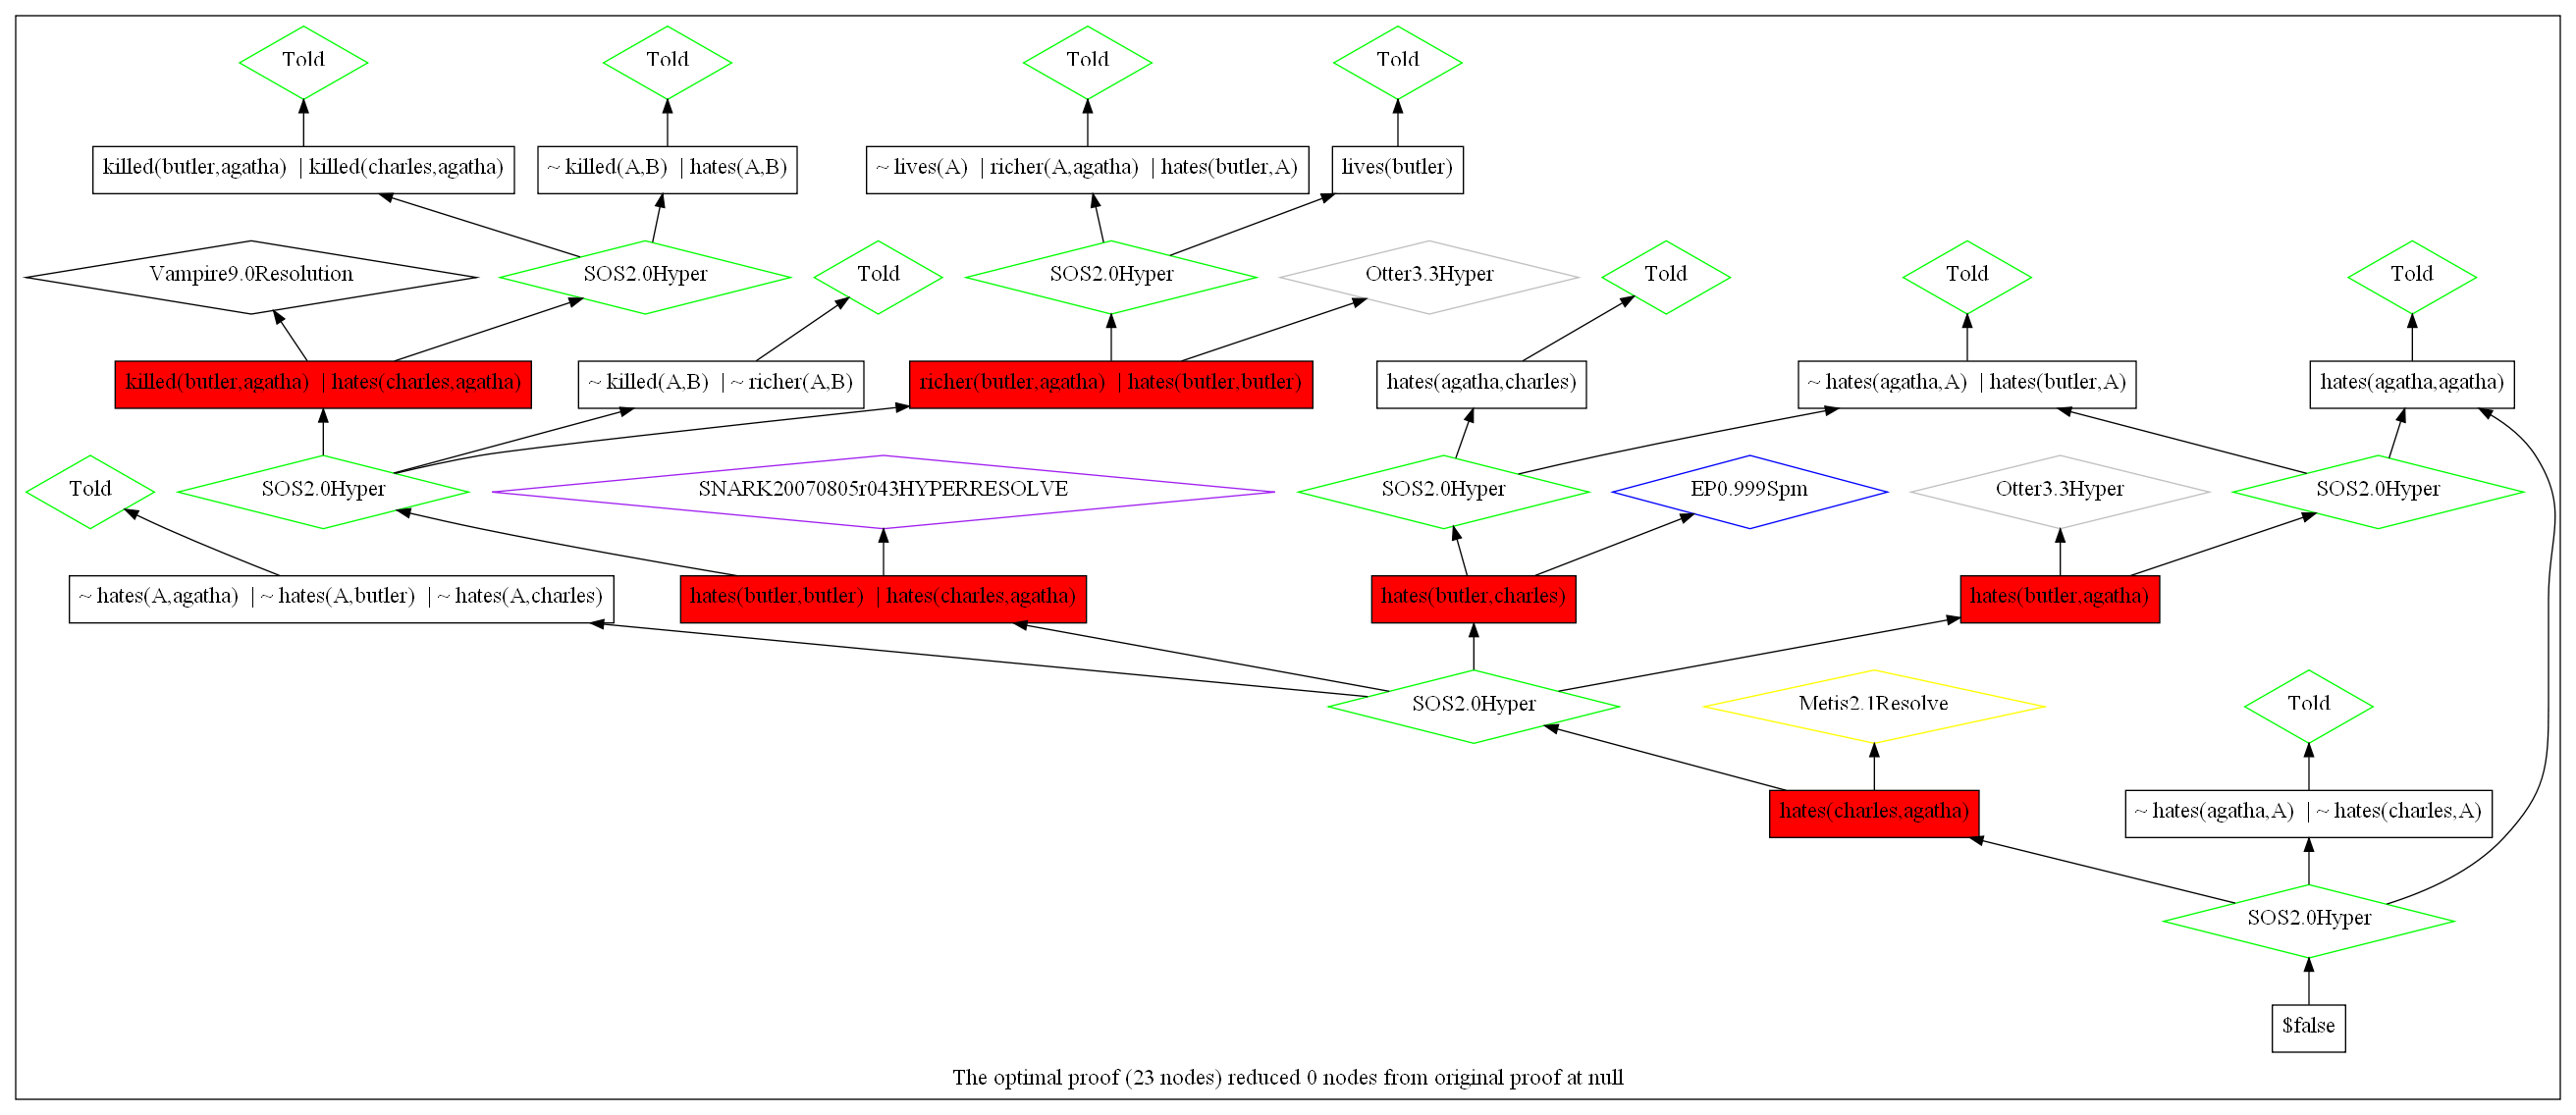 Told
Told
Told
Told
killed(butler,agatha) | killed(charles,agatha)
~ killed(A,B) | hates(A,B)
~ lives(A) | richer(A,agatha) | hates(butler,A)
lives(butler)
Vampire9.0Resolution
SOS2.0Hyper
Told
SOS2.0Hyper
Otter3.3Hyper
Told
Told
Told
killed(butler,agatha) | hates(charles,agatha)
~ killed(A,B) | ~ richer(A,B)
richer(butler,agatha) | hates(butler,butler)
hates(agatha,charles)
~ hates(agatha,A) | hates(butler,A)
hates(agatha,agatha)
Told
SOS2.0Hyper
SNARK20070805r043HYPERRESOLVE
SOS2.0Hyper
EP0.999Spm
Otter3.3Hyper
SOS2.0Hyper
~ hates(A,agatha) | ~ hates(A,butler) | ~ hates(A,charles)
hates(butler,butler) | hates(charles,agatha)
hates(butler,charles)
hates(butler,agatha)
SOS2.0Hyper
Metis2.1Resolve
Told
hates(charles,agatha)
~ hates(agatha,A) | ~ hates(charles,A)
SOS2.0Hyper
$false
The optimal proof (23 nodes) reduced 0 nodes from original proof at null